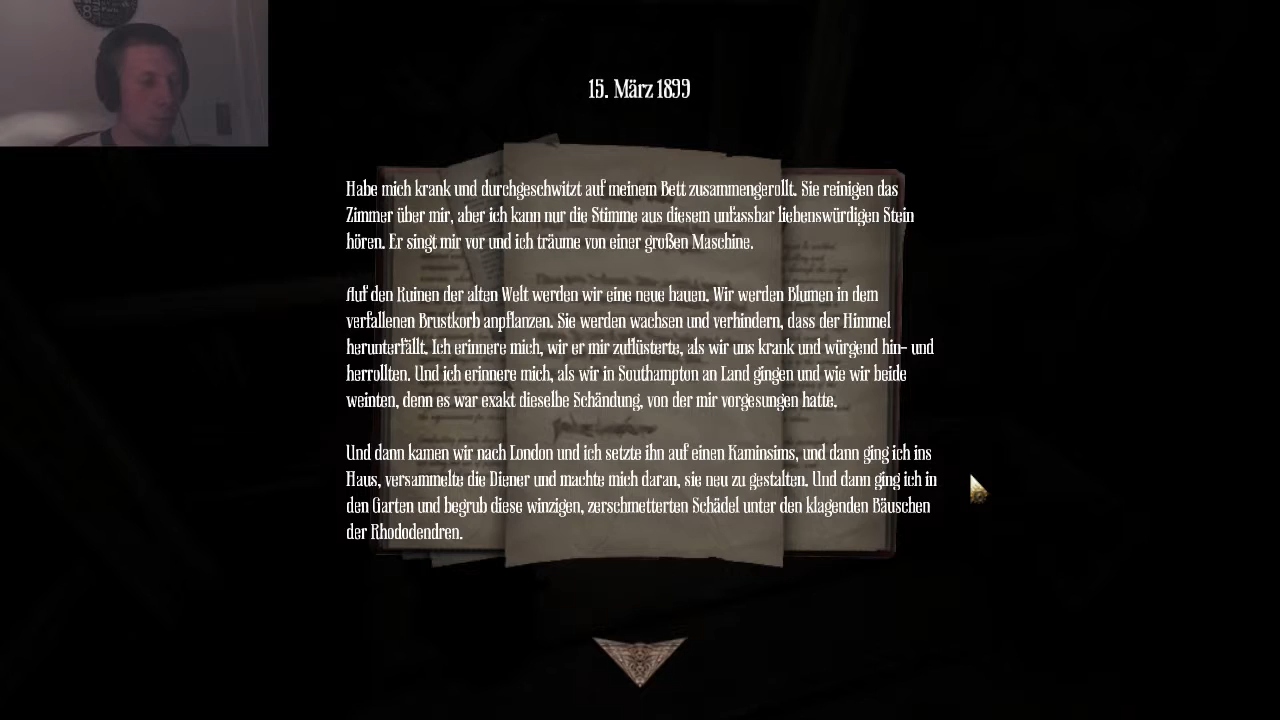 15. März 1899
Habe mich krank und durchgeschwitzt auf meinem Bett zusammengerollt. Sie reinigen das
Zimmer über mir, aber ich kann nur die Stimme aus diesem unfassbar liebenswürdigen Stein
hören. Er singt mir vor und ich träume von einer großen Maschine.
Auf den Ruinen der alten Welt werden wir eine neue bauen. Wir werden Blumen in dem
verfallenen Brustkorb anpflanzen. Sie werden wachsen und verhindern, dass der Himmel
herunterfällt. Ich erinnere mich, wir er mir zuflüsterte, als wir uns krank und würgend hin- und
herrollten. Und ich erinnere mich, als wir in Southampton an Land gingen und wie wir beide
weinten, denn es war exakt dieselbe Schändung, von der mir vorgesungen hatte.
Und dann kamen wir nach London und ich setzte ihn auf einen Kaminsims, und dann ging ich ins
Haus, versammelte die Diener und machte mich daran, sie neu zu gestalten. Und dann ging ich in
den Garten und begrub diese winzigen, zerschmetterten Schädel unter den klagenden Bäuschen
der Rhododendren.